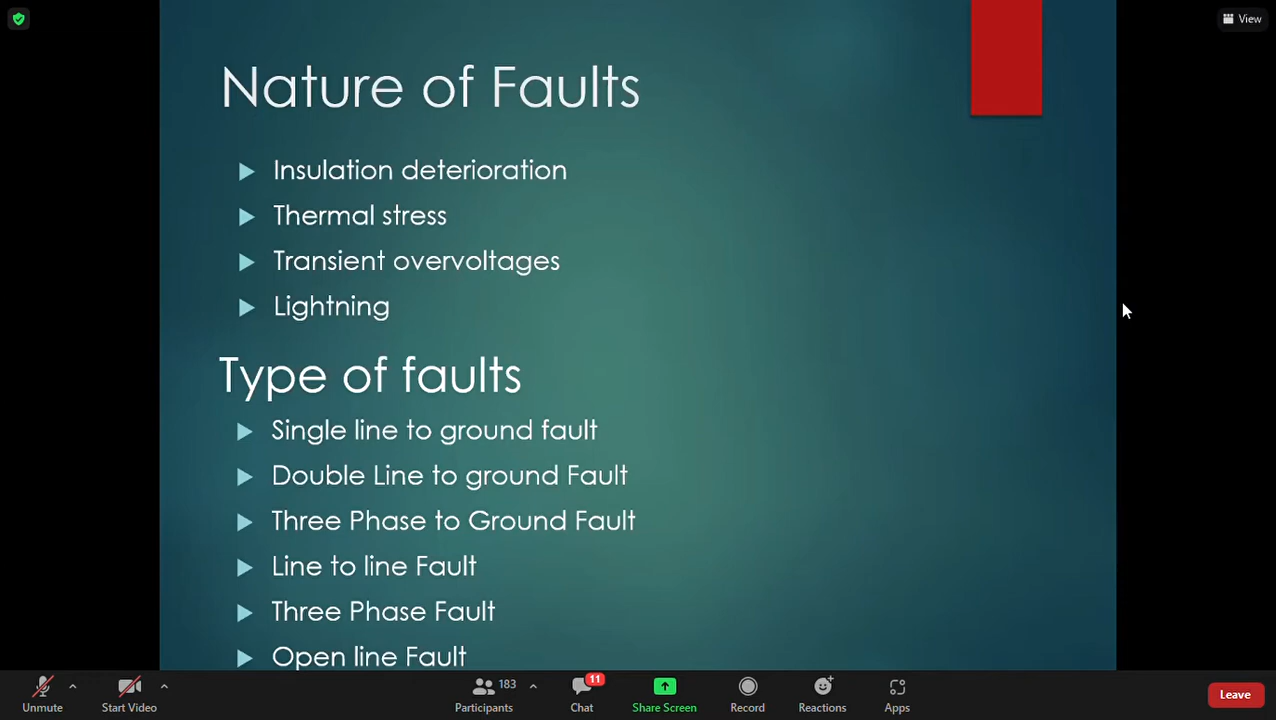 View
Nature of Faults
Insulation deterioration
Thermal stress
Transient overvoltages
Lightning
Type of faults
Single line to ground fault
Double Line to ground Fault
Three Phase to Ground Fault
Line to line Fault
Three Phase Fault
Open line Fault
Unmute
Start Video
183
Participants
11
Chat
Share Screen
Record
Reactions
Apps
Leave